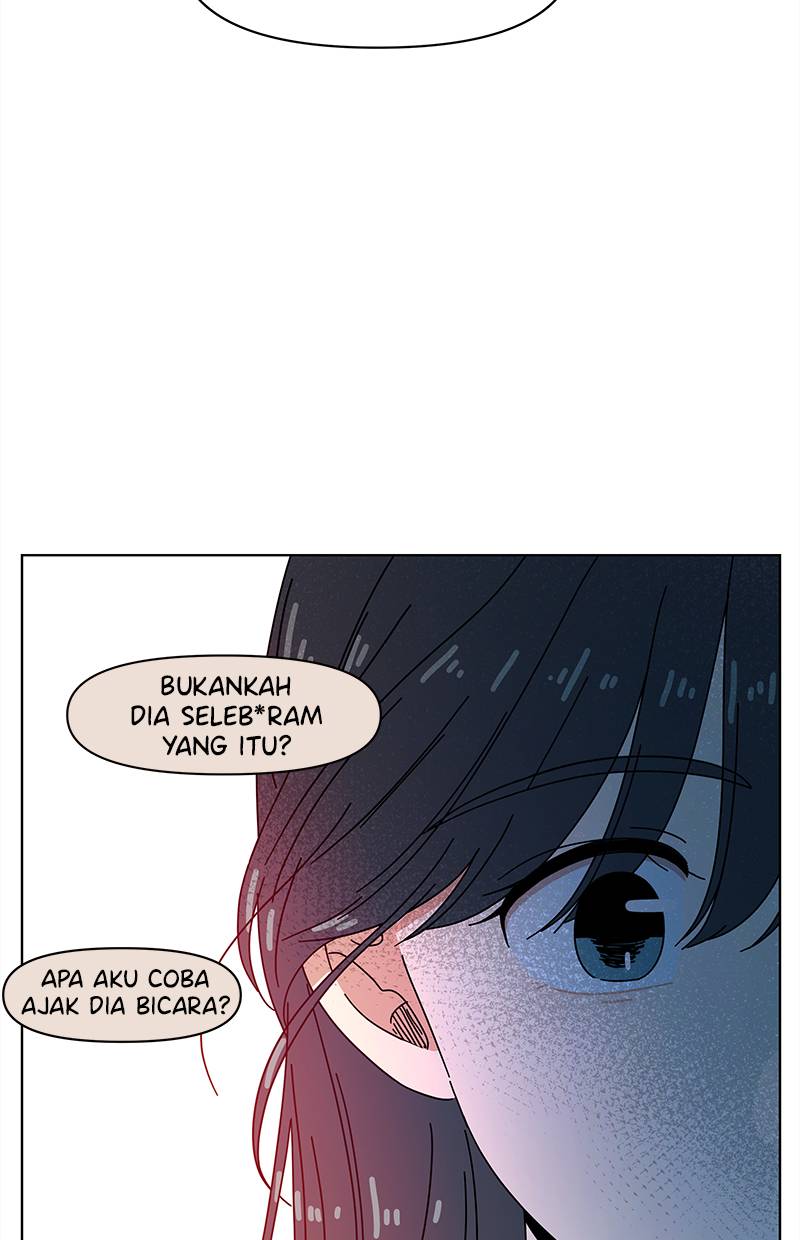 BUKANKAH
DIA SELEB*RAM
YANG ITU?
APA AKU COBA
AJAK DIA BICARA?